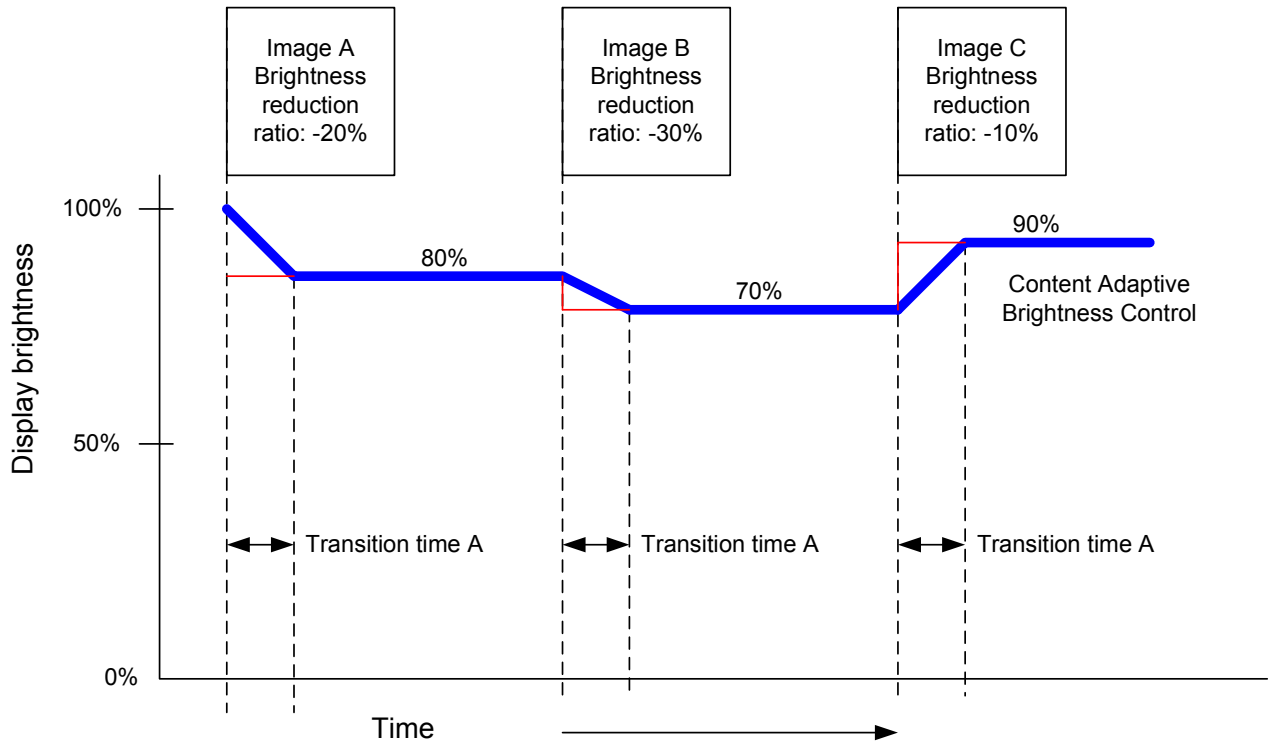 Image A
Brightness
reduction
ratio: -20%
Image B
Brightness
reduction
ratio: -30%
Image C
Brightness
reduction
ratio: -10%
100%
80%
70%
90%
Content Adaptive
Brightness Control
Display brightness
50%
Transition time A
Transition time A
Transition time A
0%
Time